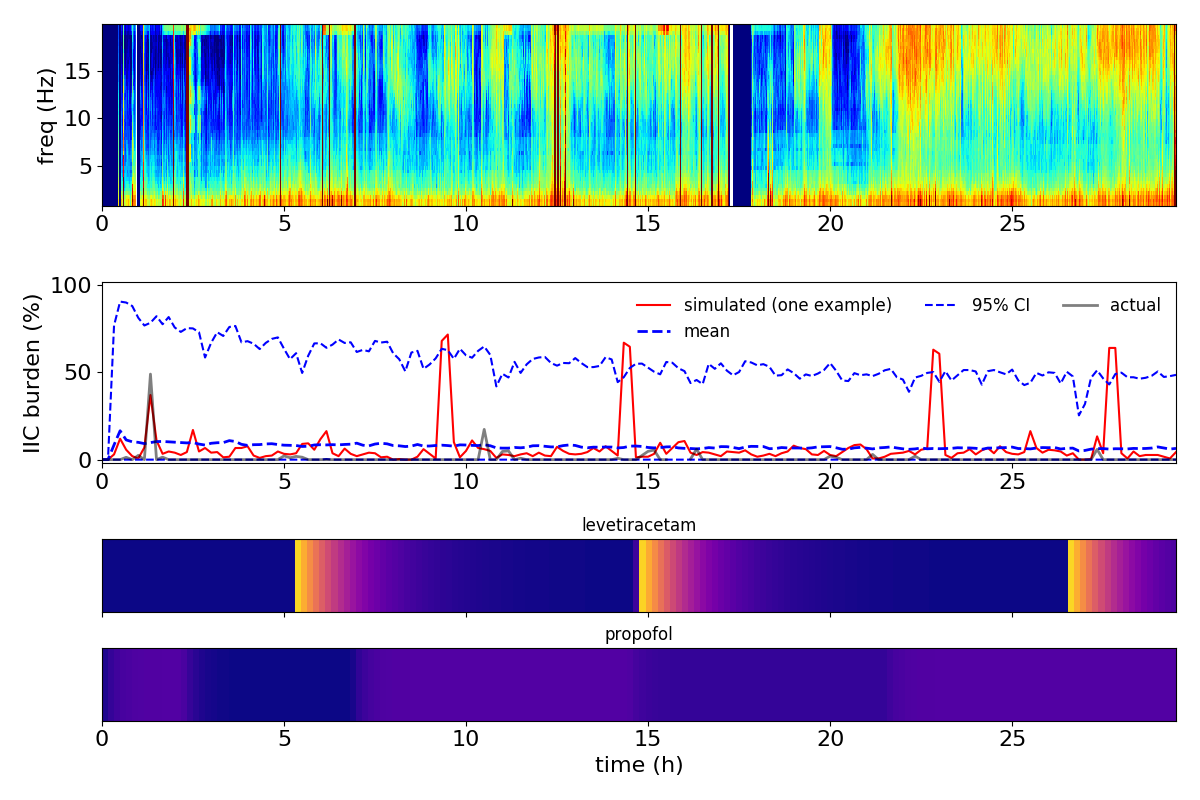 freq (Hz)
15
10
5
0 5 10 15 20 25
IIC burden (%)
100
50
0
simulated (one example)
mean
95% CI
actual
0 5 10 15 20 25
levetiracetam
propofol
0 5 10 15 20 25
time (h)